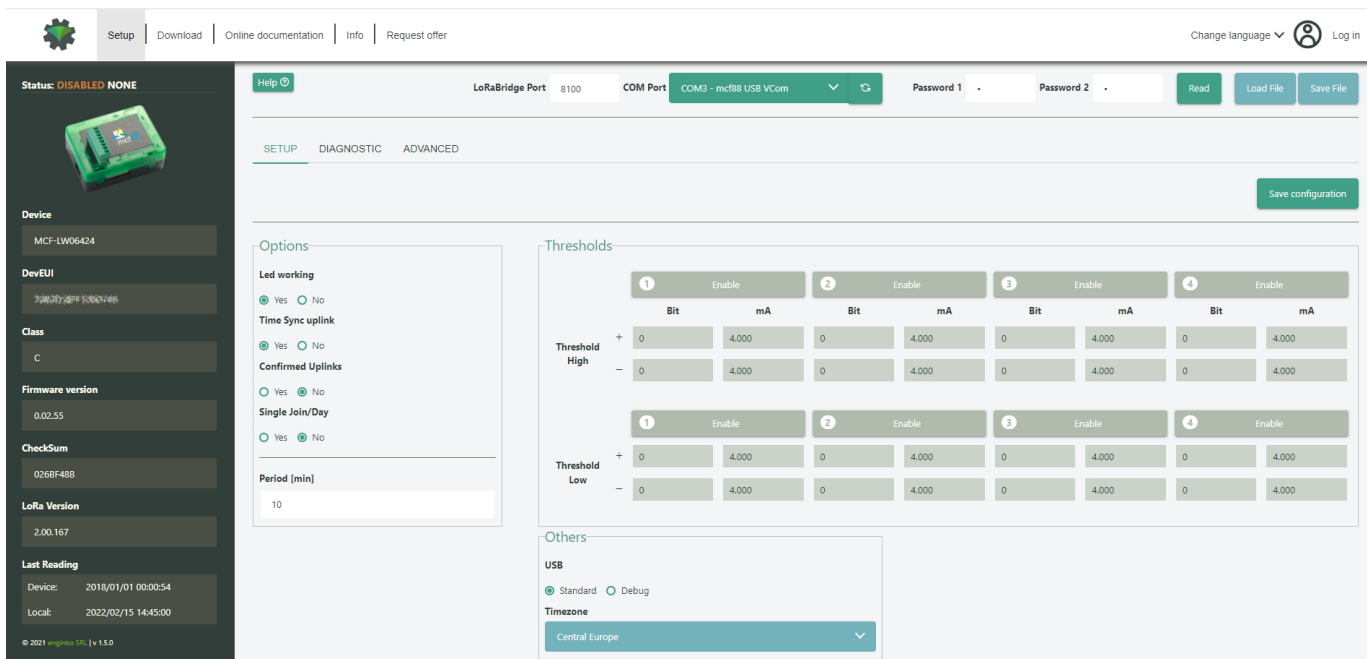 Setup Download Online documentation Info Request offer Change language Log in
Status: DISABLED NONE
Help LoRaBridge Port 8100 COM Port COM3 - mcf88 USB VCom Password 1 Password 2 Read Load File Save File
SETUP DIAGNOSTIC ADVANCED
Save configuration
Device
MCF-LW06424
DevEUI
Class
C
Firmware version
0.02.55
CheckSum
026BF48B
LoRa Version
2.00.167
Last Reading
Device: 2018/01/01 00:00:54
Local: 2022/02/15 14:45:00
© 2021 enginko SRL | v 1.5.0
Options
Led working
Yes No
Time Sync uplink
Yes No
Confirmed Uplinks
Yes No
Single Join/Day
Yes No
Period [min]
10
Thresholds
1 Enable 2 Enable 3 Enable 4 Enable
Bit mA Bit mA Bit mA Bit mA
Threshold High
+ 0 4.000 0 4.000 0 4.000 0 4.000
− 0 4.000 0 4.000 0 4.000 0 4.000
1 Enable 2 Enable 3 Enable 4 Enable
Threshold Low
+ 0 4.000 0 4.000 0 4.000 0 4.000
− 0 4.000 0 4.000 0 4.000 0 4.000
Others
USB
Standard Debug
Timezone
Central Europe